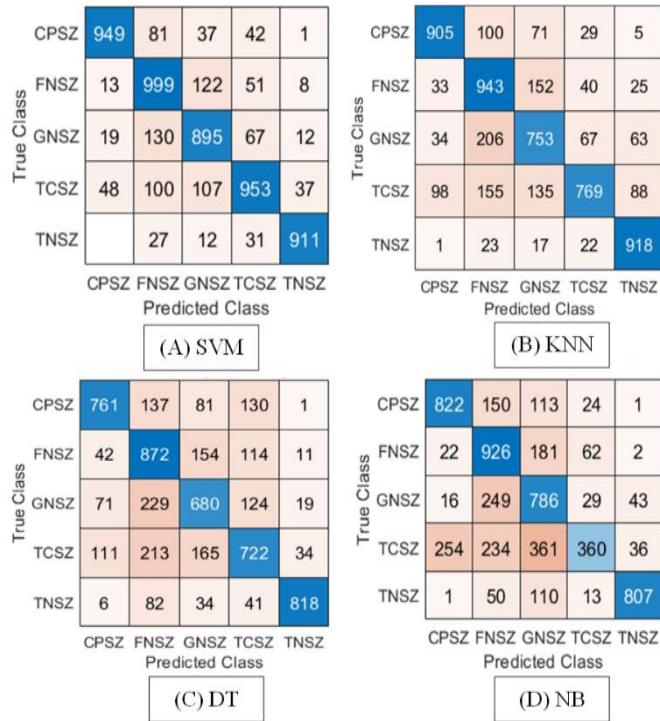 CPSZ 949 81 37 42 1
FNSZ 13 999 122 51 8
GNSZ 19 130 895 67 12
TCSZ 48 100 107 953 37
TNSZ 27 12 31 911
CPSZ FNSZ GNSZ TCSZ TNSZ
Predicted Class
True Class
(A) SVM
CPSZ 905 100 71 29 5
FNSZ 33 943 152 40 25
GNSZ 34 206 753 67 63
TCSZ 98 155 135 769 88
TNSZ 1 23 17 22 918
CPSZ FNSZ GNSZ TCSZ TNSZ
Predicted Class
True Class
(B) KNN
CPSZ 761 137 81 130 1
FNSZ 42 872 154 114 11
GNSZ 71 229 680 124 19
TCSZ 111 213 165 722 34
TNSZ 6 82 34 41 818
CPSZ FNSZ GNSZ TCSZ TNSZ
Predicted Class
True Class
(C) DT
CPSZ 822 150 113 24 1
FNSZ 22 926 181 62 2
GNSZ 16 249 786 29 43
TCSZ 254 234 361 360 36
TNSZ 1 50 110 13 807
CPSZ FNSZ GNSZ TCSZ TNSZ
Predicted Class
True Class
(D) NB